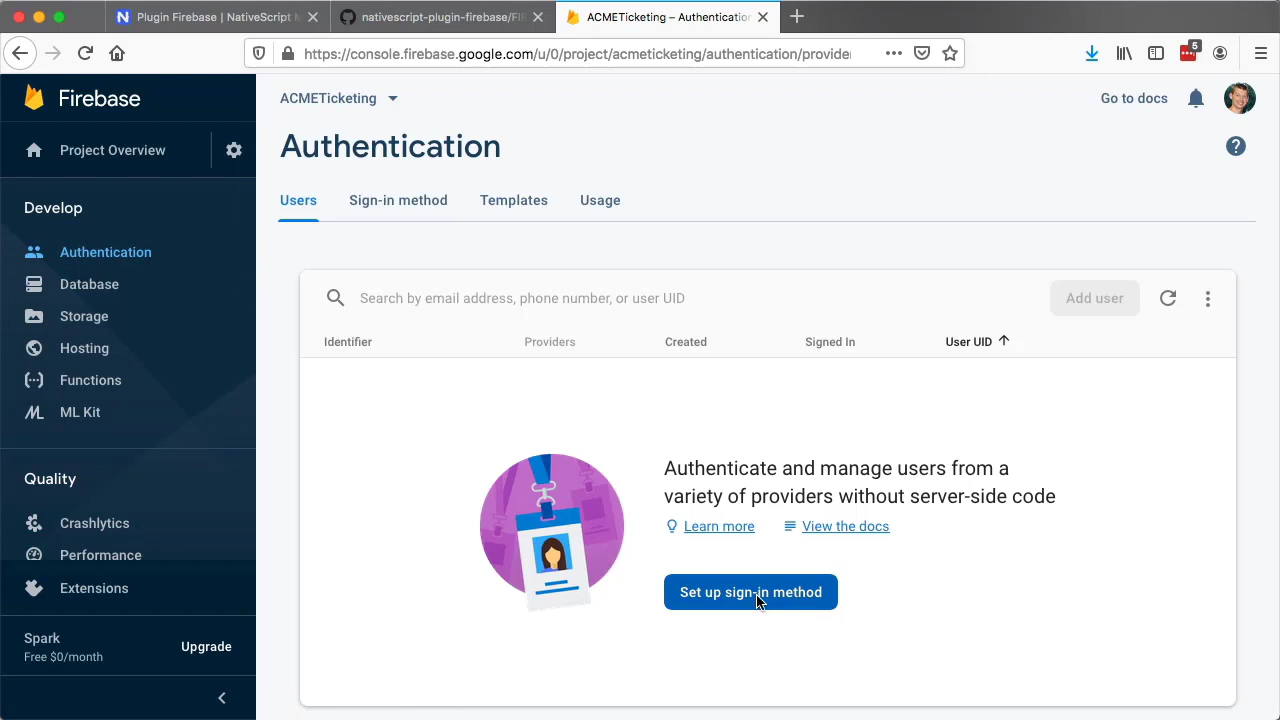 Plugin Firebase | NativeScript M
nativescript-plugin-firebase/FIR
ACMETicketing – Authentication
https://console.firebase.google.com/u/0/project/acmeticketing/authentication/provider
5
Firebase
ACMETicketing
Go to docs
Project Overview
Authentication
Develop
Users
Sign-in method
Templates
Usage
Authentication
Database
Storage
Hosting
Functions
ML Kit
Search by email address, phone number, or user UID
Add user
Identifier
Providers
Created
Signed In
User UID
Quality
Crashlytics
Performance
Extensions
Authenticate and manage users from a
variety of providers without server-side code
Learn more
View the docs
Set up sign-in method
Spark
Free $0/month
Upgrade